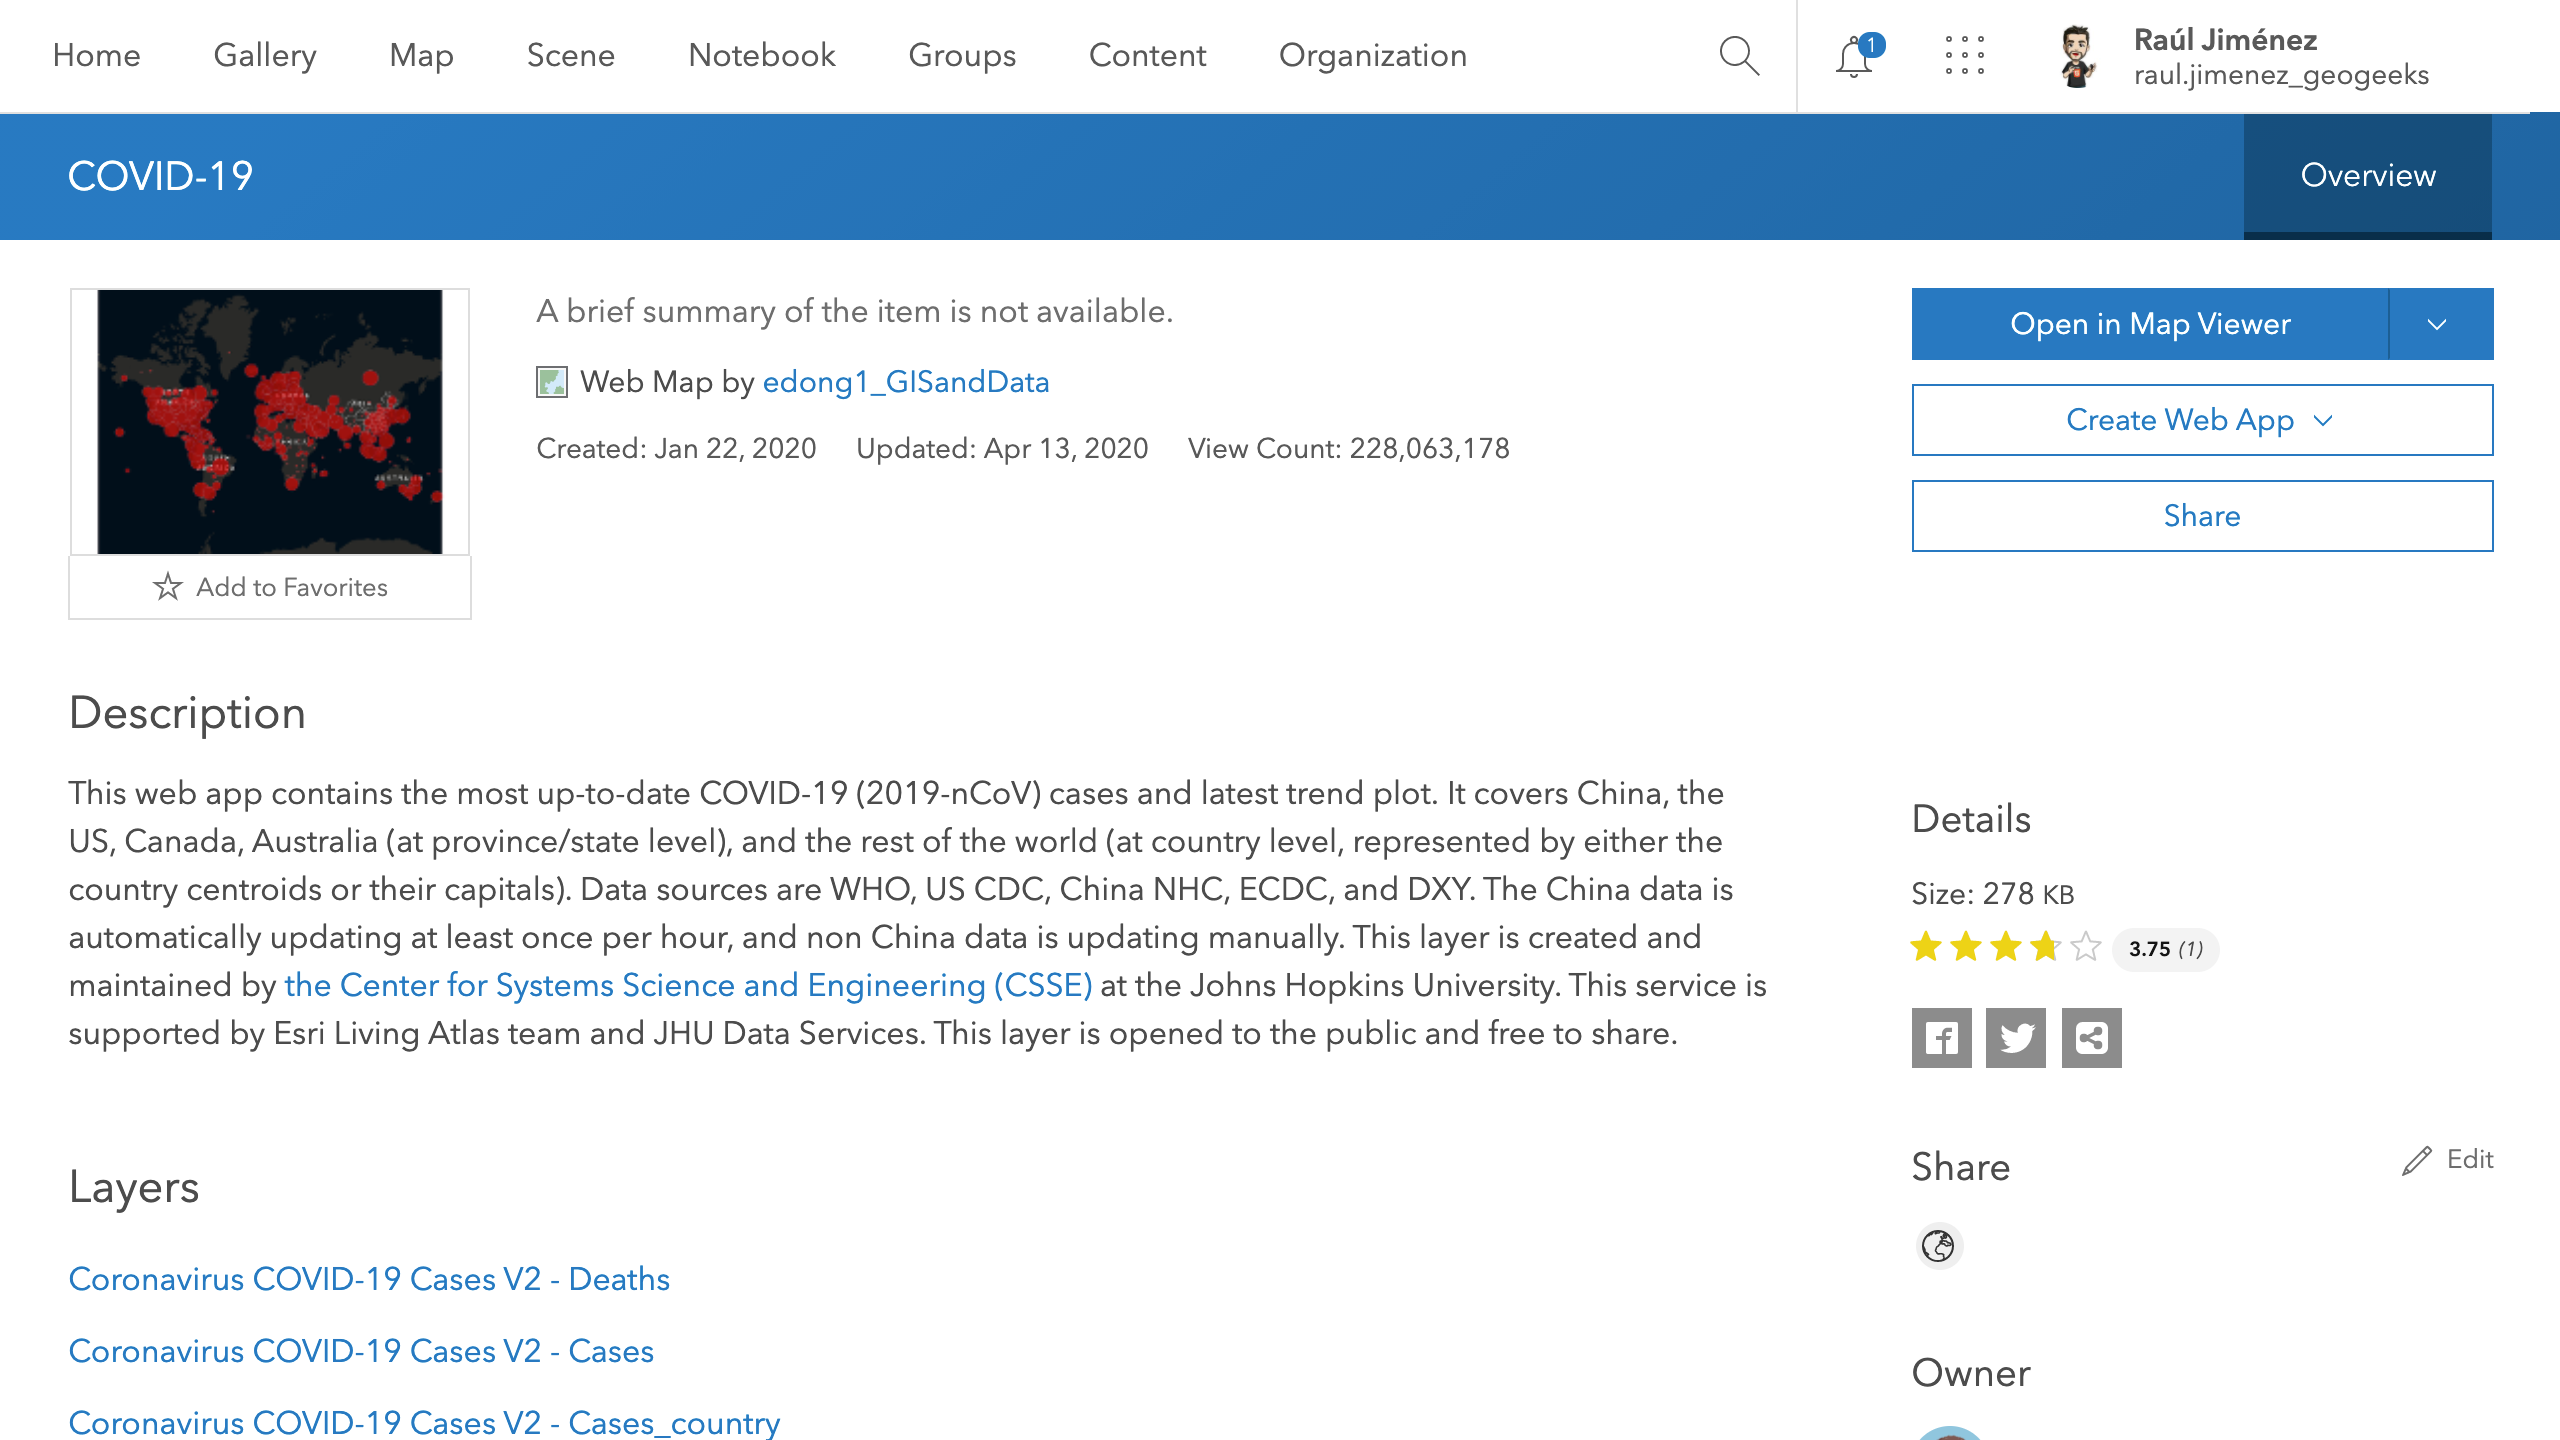 Home Gallery Map Scene Notebook Groups Content Organization
1
Raúl Jiménez
raul.jimenez_geogeeks
COVID-19
Overview
A brief summary of the item is not available.
Web Map by edong1_GISandData
Created: Jan 22, 2020 Updated: Apr 13, 2020 View Count: 228,063,178
Add to Favorites
Open in Map Viewer
Create Web App
Share
Description
This web app contains the most up-to-date COVID-19 (2019-nCoV) cases and latest trend plot. It covers China, the
US, Canada, Australia (at province/state level), and the rest of the world (at country level, represented by either the
country centroids or their capitals). Data sources are WHO, US CDC, China NHC, ECDC, and DXY. The China data is
automatically updating at least once per hour, and non China data is updating manually. This layer is created and
maintained by the Center for Systems Science and Engineering (CSSE) at the Johns Hopkins University. This service is
supported by Esri Living Atlas team and JHU Data Services. This layer is opened to the public and free to share.
Layers
Coronavirus COVID-19 Cases V2 - Deaths
Coronavirus COVID-19 Cases V2 - Cases
Coronavirus COVID-19 Cases V2 - Cases_country
Details
Size: 278 KB
3.75 (1)
Share
Edit
Owner